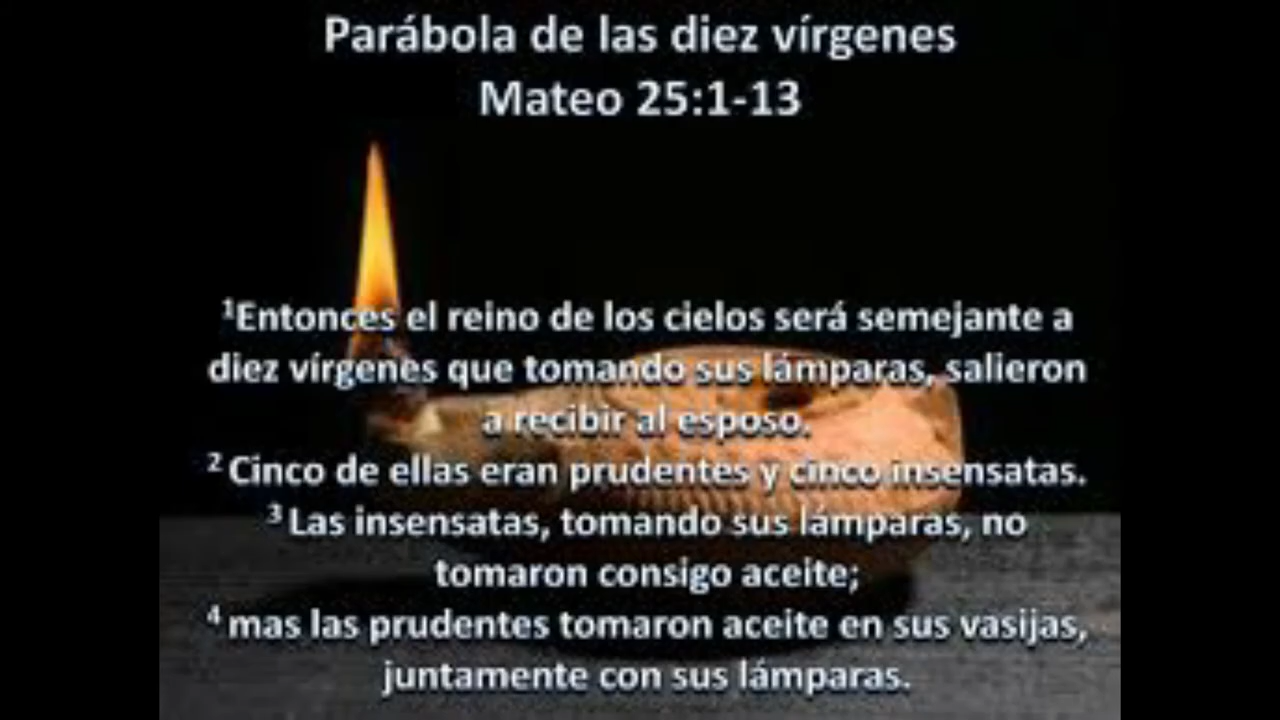 Parábola de las diez vírgenes
Mateo 25:1-13
¹Entonces el reino de los cielos será semejante a
diez vírgenes que tomando sus lámparas, salieron
a recibir al esposo.
² Cinco de ellas eran prudentes y cinco insensatas.
³ Las insensatas, tomando sus lámparas, no
tomaron consigo aceite;
⁴ mas las prudentes tomaron aceite en sus vasijas,
juntamente con sus lámparas.